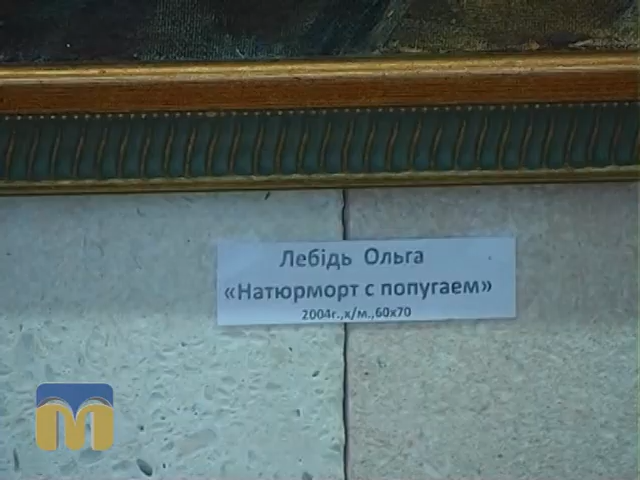 Лебідь Ольга
«Натюрморт с попугаем»
2004г.,х/м.,60х70
М